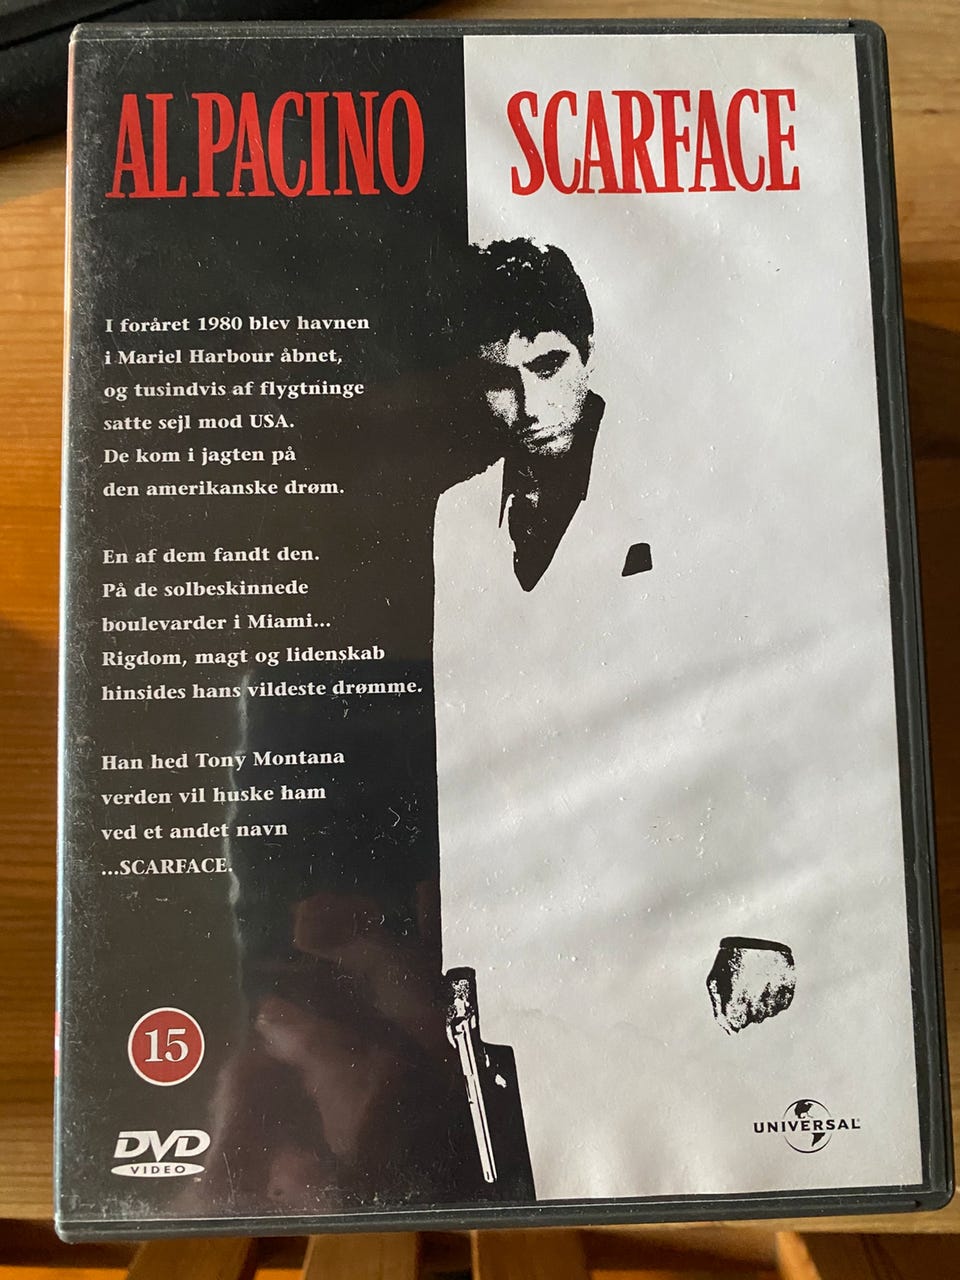 AL PACINO
SCARFACE
I foråret 1980 blev havnen
i Mariel Harbour åbnet,
og tusindvis af flygtninge
satte sejl mod USA.
De kom i jagten på
den amerikanske drøm.
En af dem fandt den.
På de solbeskinnede
boulevarder i Miami...
Rigdom, magt og lidenskab
hinsides hans vildeste drømme.
Han hed Tony Montana
verden vil huske ham
ved et andet navn
...SCARFACE.
15
DVD
VIDEO
UNIVERSAL